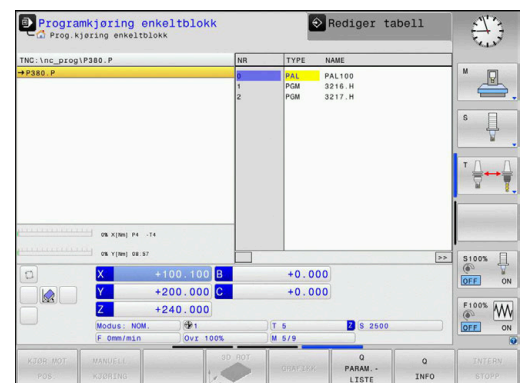 Programkjøring enkeltblokk
Prog.kjøring enkeltblokk
Rediger tabell
TNC:\nc_prog\P380.P
→P380.P
NR TYPE NAME
0 PAL PAL100
1 PGM 3216.H
2 PGM 3217.H
0% X[Nm] P4 -T4
0% Y[Nm] 08:57
>>
X +100.100 B +0.000
Y +200.000 C +0.000
Z +240.000
Modus: NOM. 1 T 5 Z S 2500
F 0mm/min Ovr 100% M 5/9
M
S
T
S100%
OFF ON
F100%
OFF ON
KJØR MOT POS
MANUELL KJØRING
3D ROT
GRAFIKK
Q PARAM.- LISTE
Q INFO
INTERN STOPP